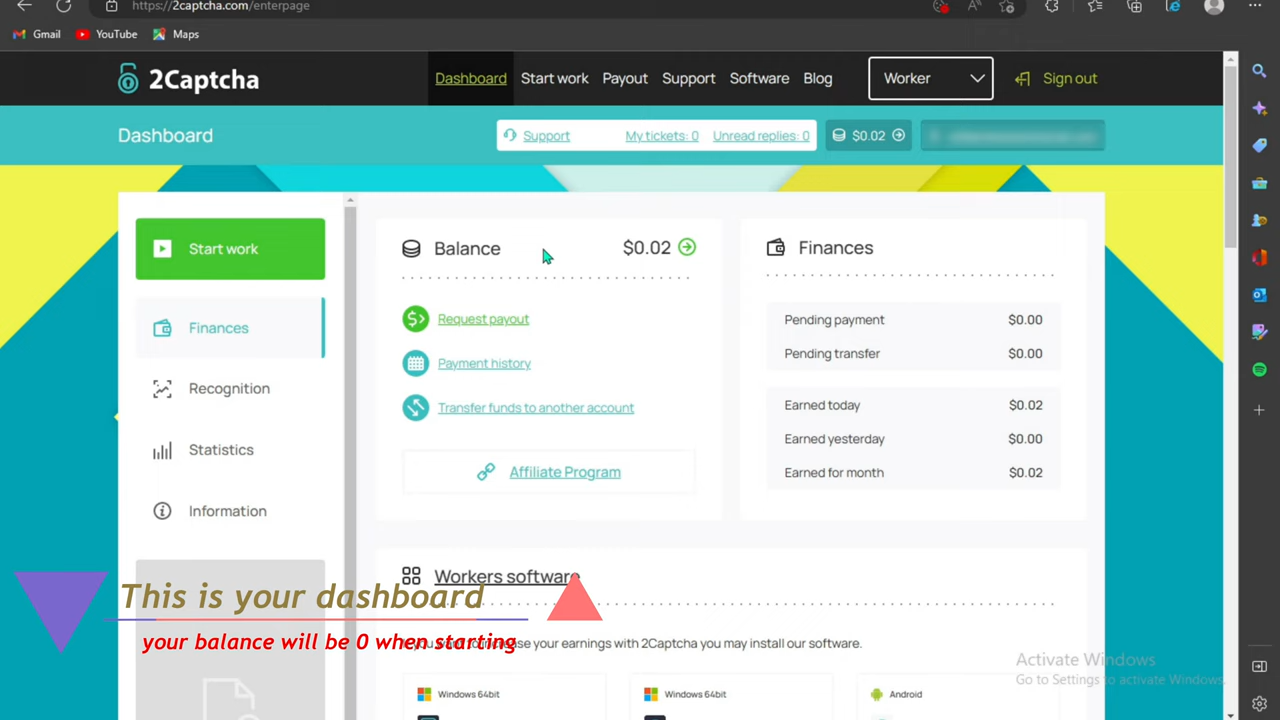 https://2captcha.com/enterpage
Gmail YouTube Maps
2Captcha Dashboard Start work Payout Support Software Blog Worker Sign out
Dashboard Support My tickets: 0 Unread replies: 0 $0.02
Start work
Finances
Recognition
Statistics
Information
Balance $0.02
Request payout
Payment history
Transfer funds to another account
Affiliate Program
Finances
Pending payment $0.00
Pending transfer $0.00
Earned today $0.02
Earned yesterday $0.00
Earned for month $0.02
Workers software
you want to increase your earnings with 2Captcha you may install our software.
Windows 64bit Windows 64bit Android
This is your dashboard
your balance will be 0 when starting
Activate Windows
Go to Settings to activate Windows.